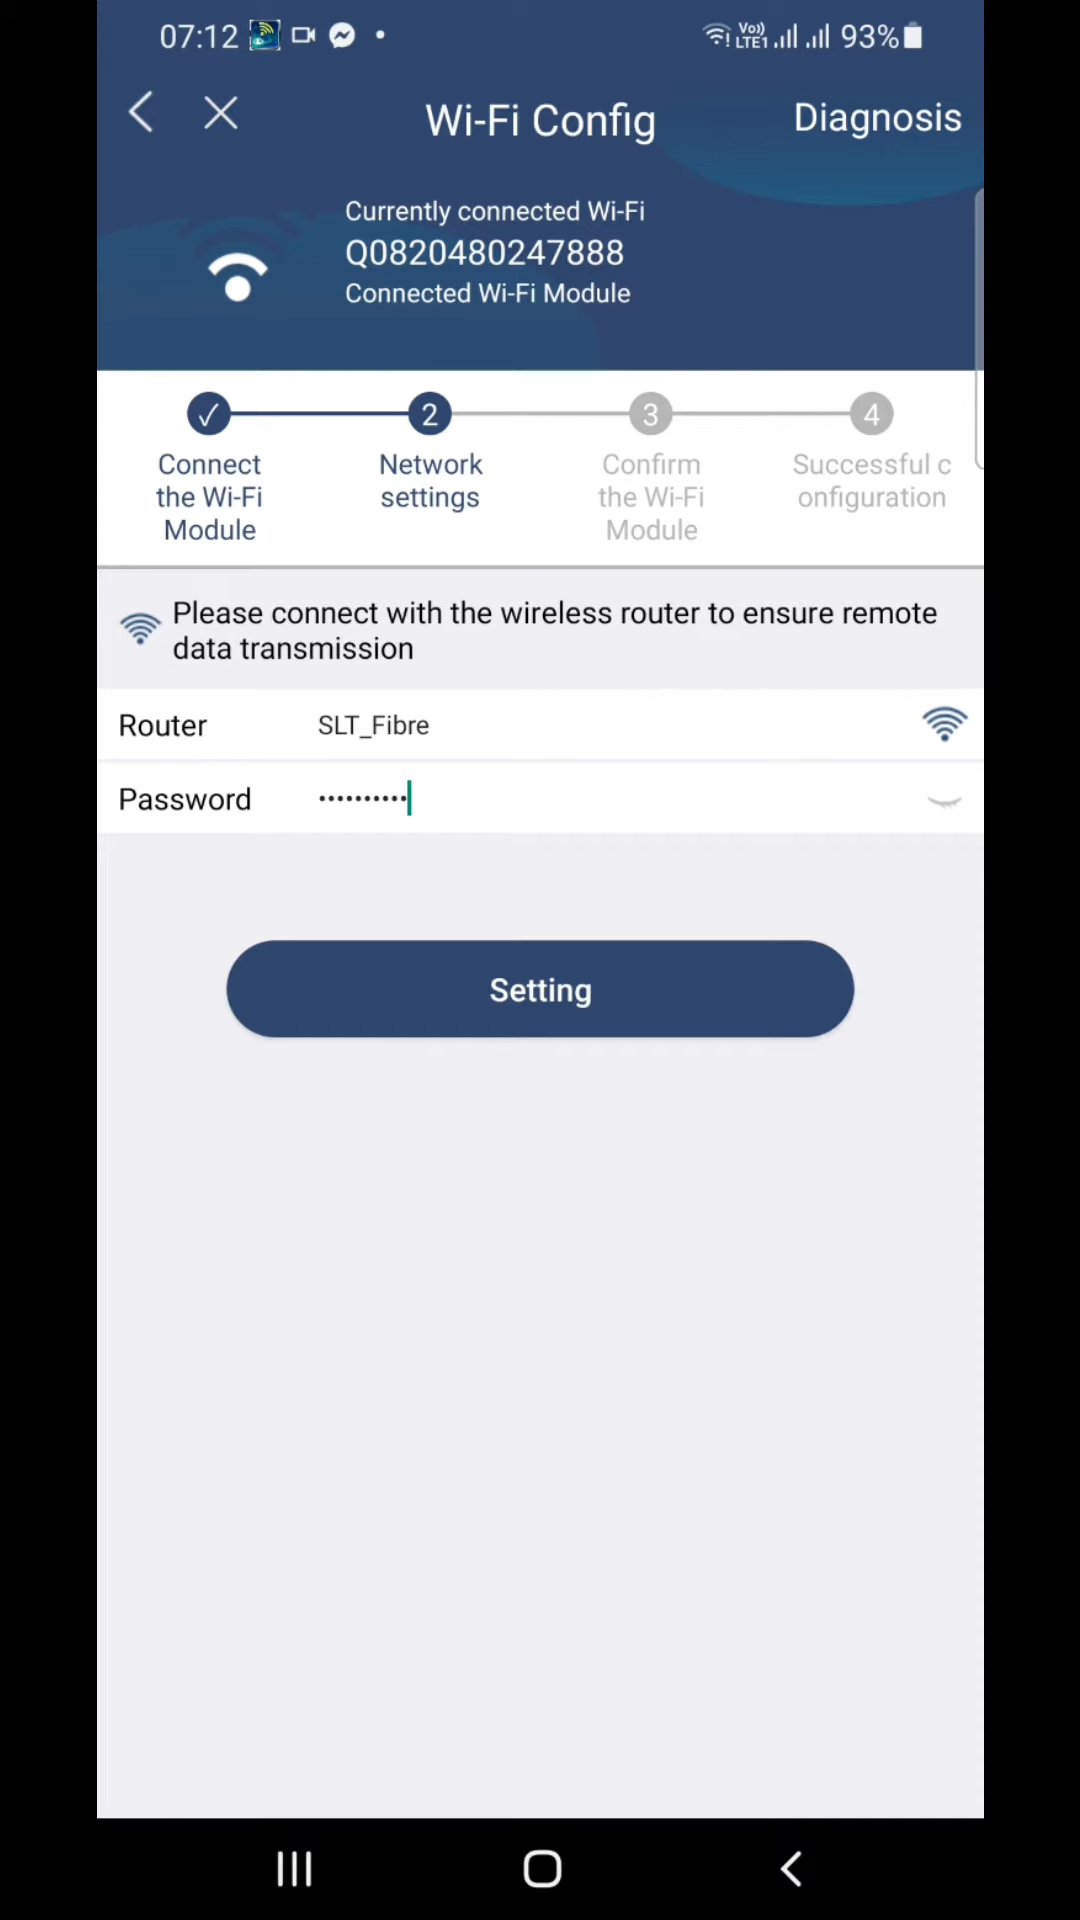 07:12 Vo)) LTE1 93%
Wi-Fi Config Diagnosis
Currently connected Wi-Fi
Q0820480247888
Connected Wi-Fi Module
✓ 2 3 4
Connect
the Wi-Fi
Module
Network
settings
Confirm
the Wi-Fi
Module
Successful c
onfiguration
Please connect with the wireless router to ensure remote
data transmission
Router SLT_Fibre
Password ••••••••••
Setting